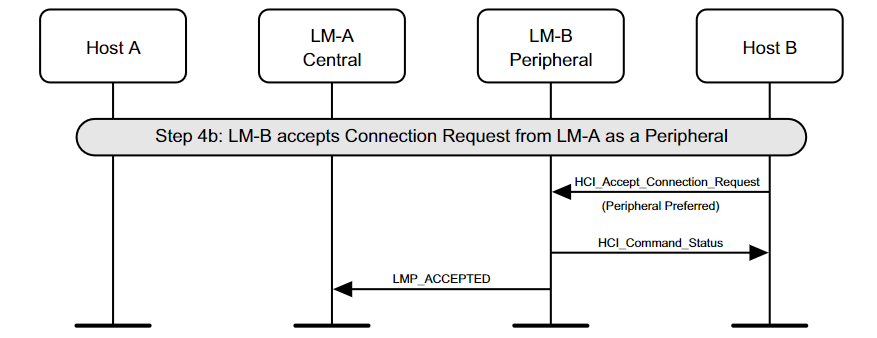 Host A
LM-A
Central
LM-B
Peripheral
Host B
Step 4b: LM-B accepts Connection Request from LM-A as a Peripheral
HCI_Accept_Connection_Request
(Peripheral Preferred)
HCI_Command_Status
LMP_ACCEPTED